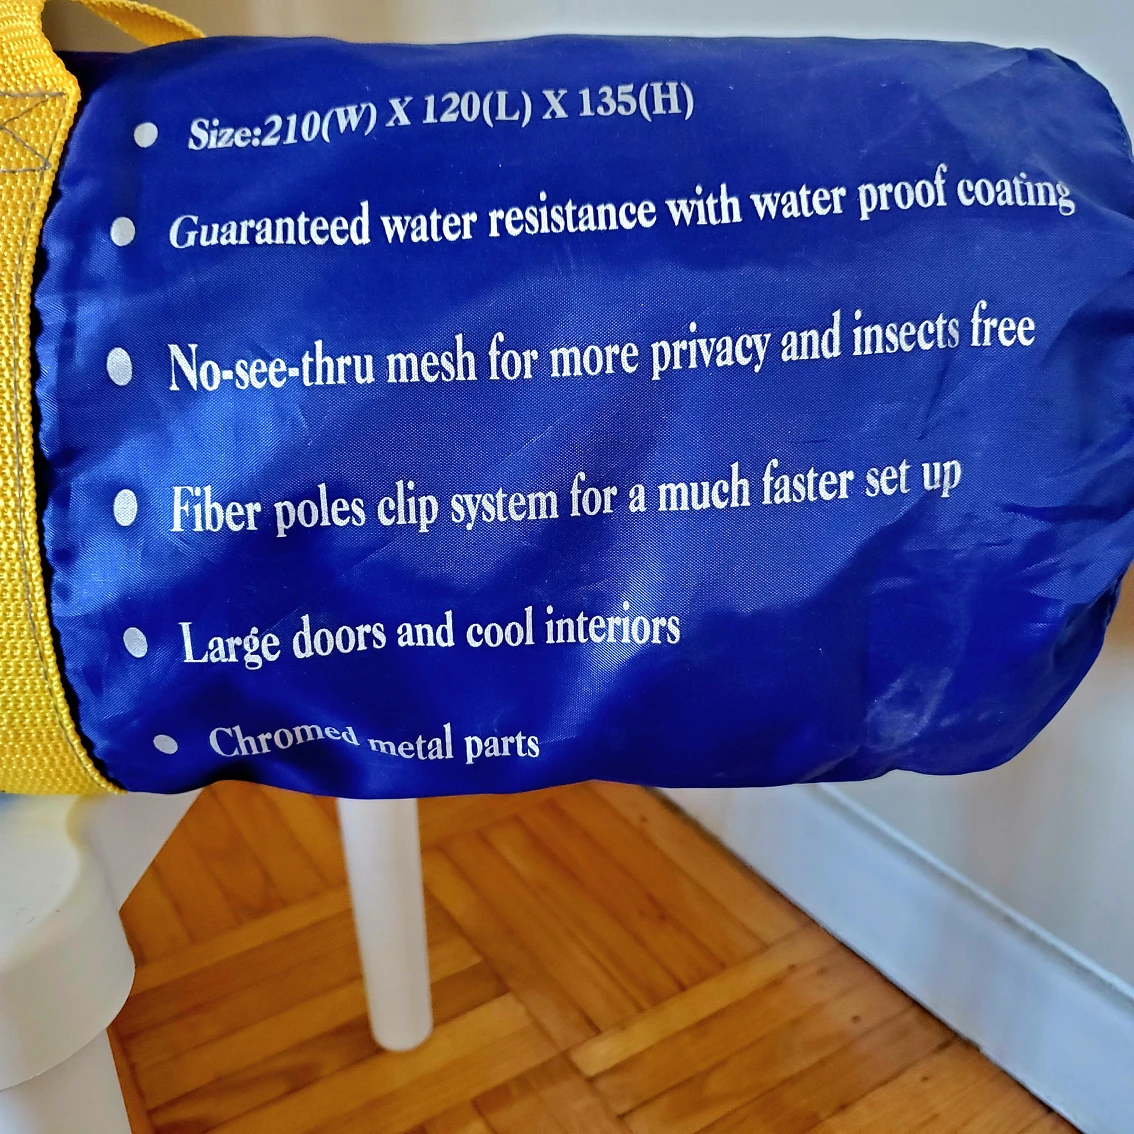 ● Size:210(W) X 120(L) X 135(H)
● Guaranteed water resistance with water proof coating
● No-see-thru mesh for more privacy and insects free
● Fiber poles clip system for a much faster set up
● Large doors and cool interiors
● Chromed metal parts